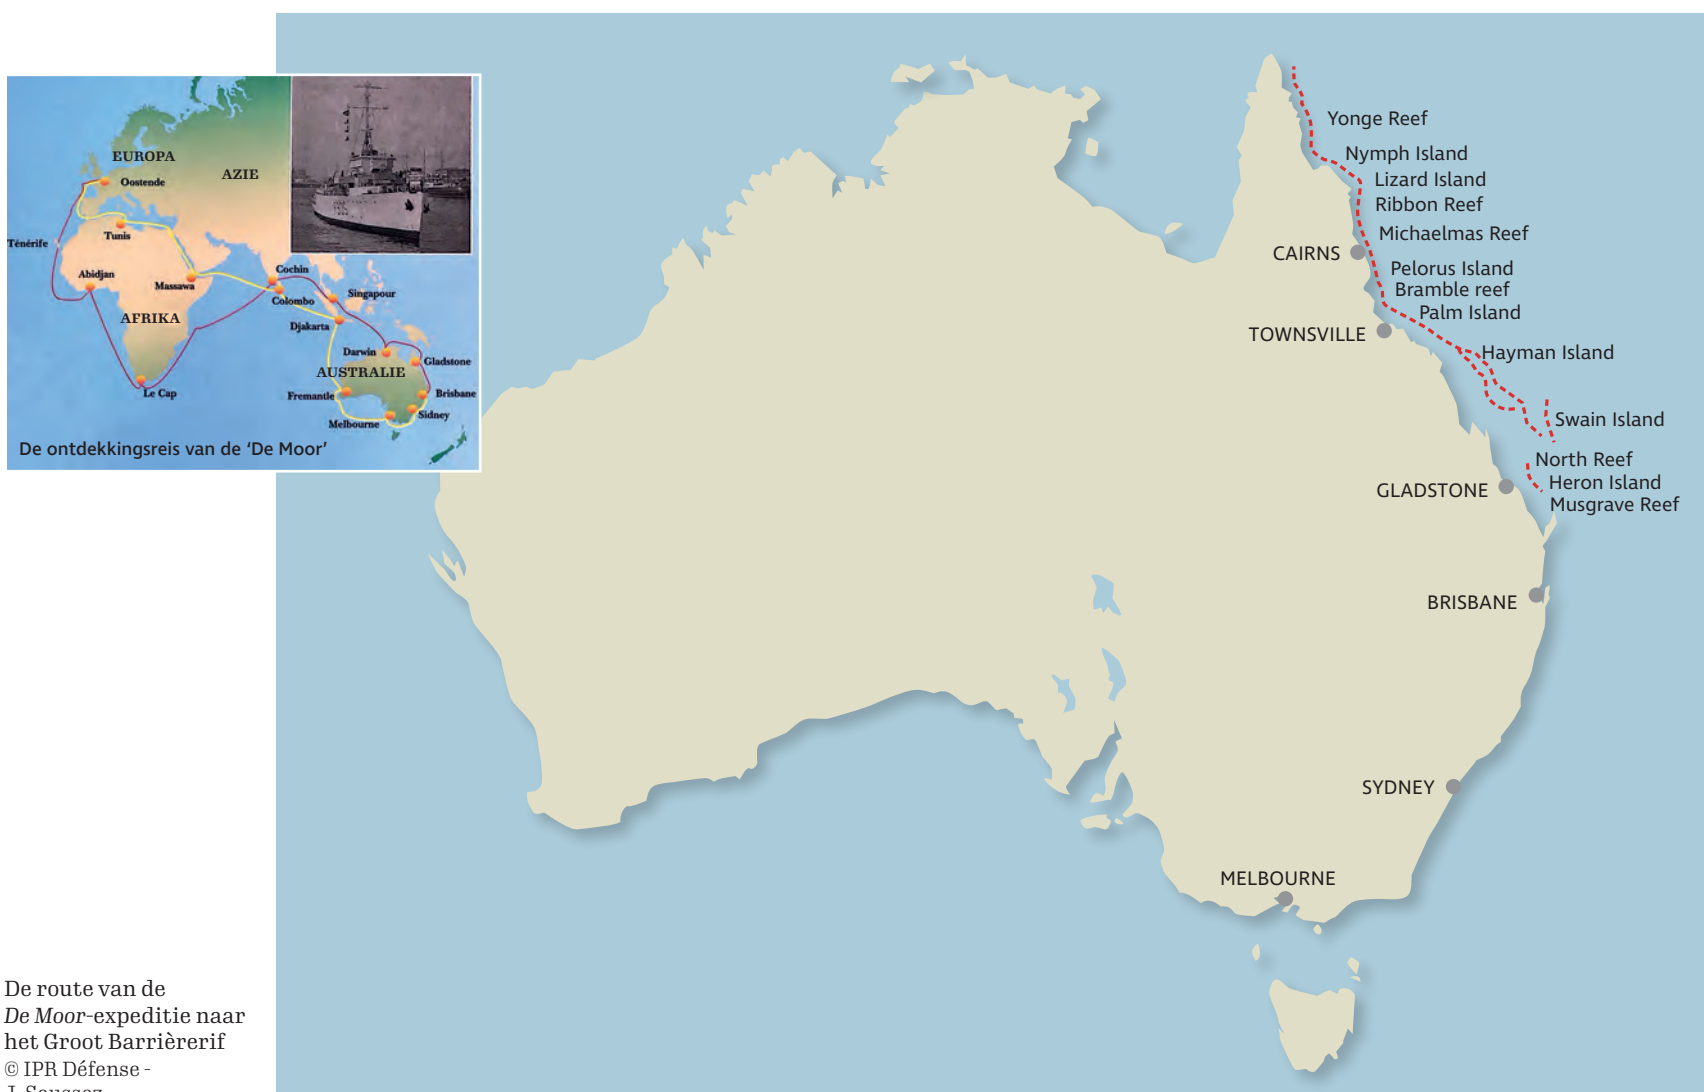 EUROPA
AZIE
Oostende
Tunis
Ténérife
Abidjan
Massawa
Cochin
Colombo
Singapour
AFRIKA
Djakarta
Darwin
Gladstone
AUSTRALIE
Le Cap
Fremantle
Brisbane
Sidney
Melbourne
De ontdekkingsreis van de ‘De Moor’
Yonge Reef
Nymph Island
Lizard Island
Ribbon Reef
Michaelmas Reef
CAIRNS
Pelorus Island
Bramble reef
Palm Island
TOWNSVILLE
Hayman Island
Swain Island
North Reef
Heron Island
GLADSTONE
Musgrave Reef
BRISBANE
SYDNEY
MELBOURNE
De route van de
De Moor-expeditie naar
het Groot Barrièrerif
© IPR Défense -